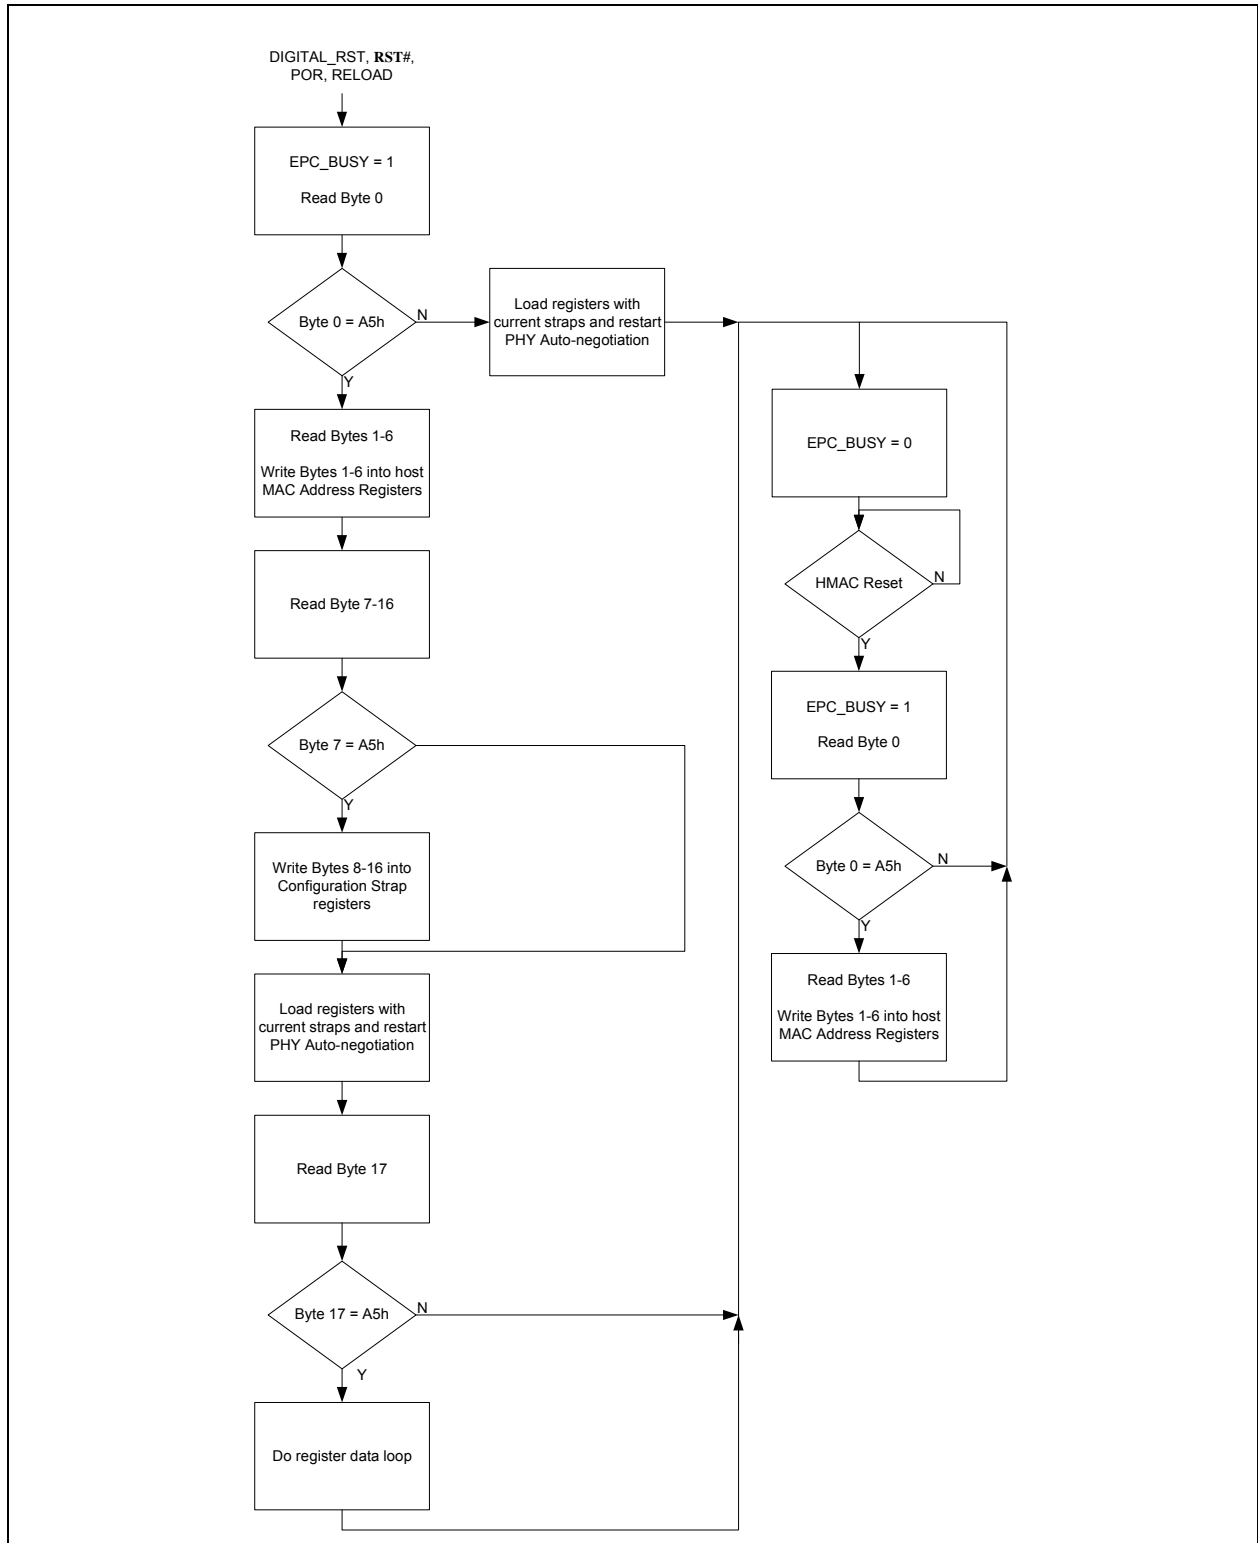 DIGITAL_RST, RST#,
POR, RELOAD
EPC_BUSY = 1
Read Byte 0
Byte 0 = A5h
N
Y
Load registers with
current straps and restart
PHY Auto-negotiation
Read Bytes 1-6
Write Bytes 1-6 into host
MAC Address Registers
Read Byte 7-16
Byte 7 = A5h
Y
Write Bytes 8-16 into
Configuration Strap
registers
Load registers with
current straps and restart
PHY Auto-negotiation
Read Byte 17
Byte 17 = A5h
N
Y
Do register data loop
EPC_BUSY = 0
HMAC Reset
N
Y
EPC_BUSY = 1
Read Byte 0
Byte 0 = A5h
N
Y
Read Bytes 1-6
Write Bytes 1-6 into host
MAC Address Registers